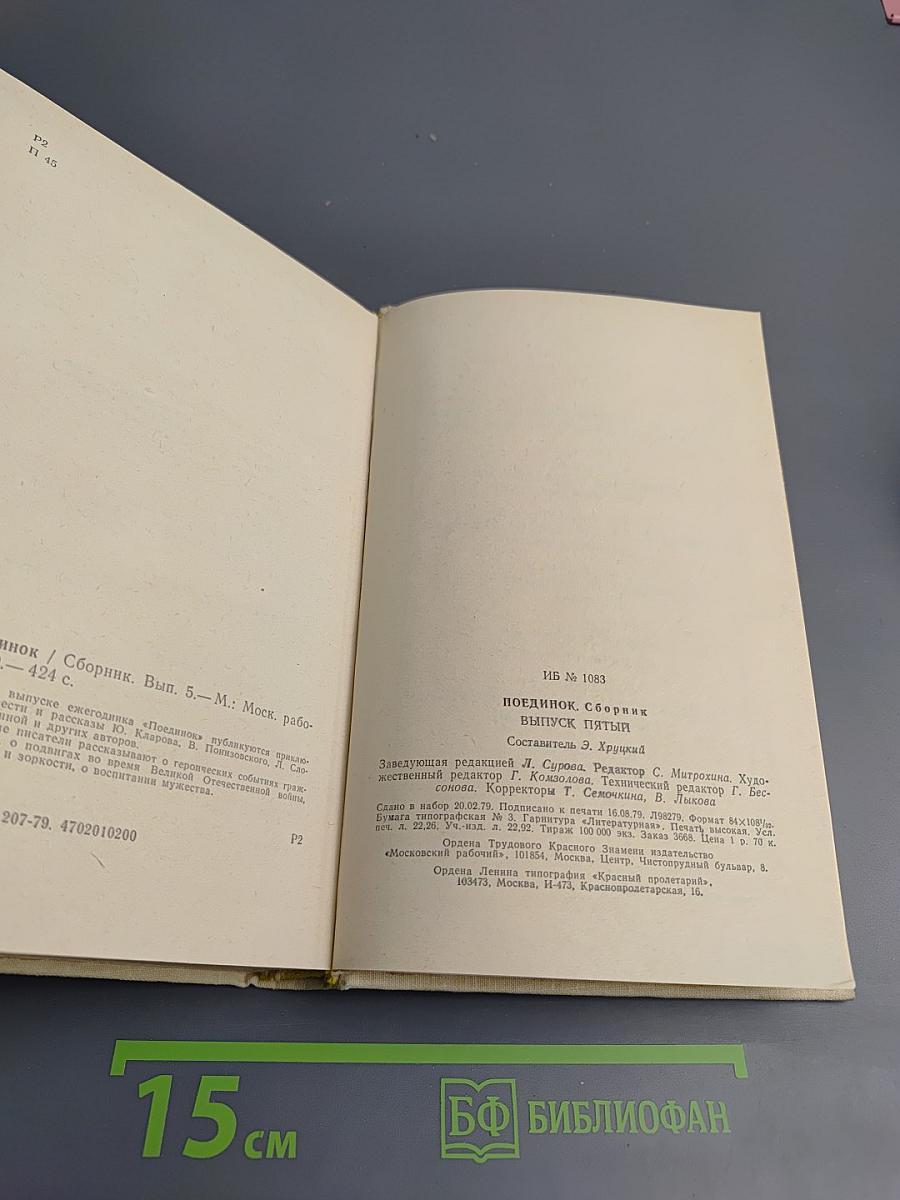 Р2
П 45
инок / Сборник. Вып. 5.— М.: Моск. рабо-
.— 424 с.
выпуске ежегодника «Поединок» публикуются приклю-
ести и рассказы Ю. Кларова, В. Понизовского, Л. Сло-
нной и других авторов.
ые писатели рассказывают о героических событиях граж-
о подвигах во время Великой Отечественной войны,
и зоркости, о воспитании мужества.
207-79. 4702010200
Р2
ИБ № 1083
ПОЕДИНОК. Сборник
ВЫПУСК ПЯТЫЙ
Составитель Э. Хруцкий
Заведующая редакцией Л. Сурова. Редактор С. Митрохина. Худо-
жественный редактор Г. Комзолова. Технический редактор Г. Бес-
сонова. Корректоры Т. Семочкина, В. Лыкова
Сдано в набор 20.02.79. Подписано к печати 16.08.79. Л98279. Формат 84×108¹/₃₂.
Бумага типографская № 3. Гарнитура «Литературная». Печать высокая. Усл.
печ. л. 22,26. Уч.-изд. л. 22,92. Тираж 100 000 экз. Заказ 3668. Цена 1 р. 70 к.
Ордена Трудового Красного Знамени издательство
«Московский рабочий», 101854, Москва, Центр, Чистопрудный бульвар, 8.
Ордена Ленина типография «Красный пролетарий»,
103473, Москва, И-473, Краснопролетарская, 16.
15 см
БФ БИБЛИОФАН